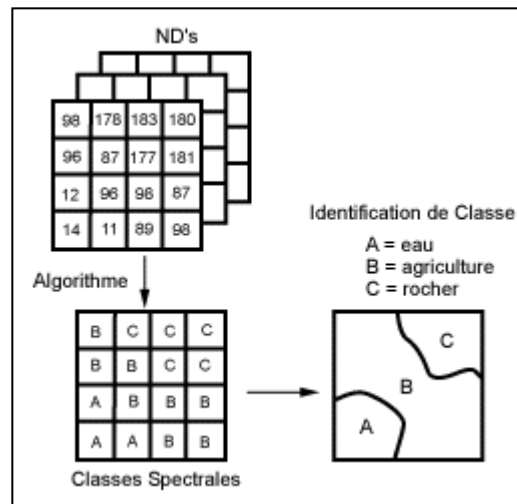 ND's
98 178 183 180
96 87 177 181
12 96 98 87
14 11 89 98
Algorithme
Identification de Classe
A = eau
B = agriculture
C = rocher
B C C C
B B C C
A B B B
A A B B
Classes Spectrales
C
B
A